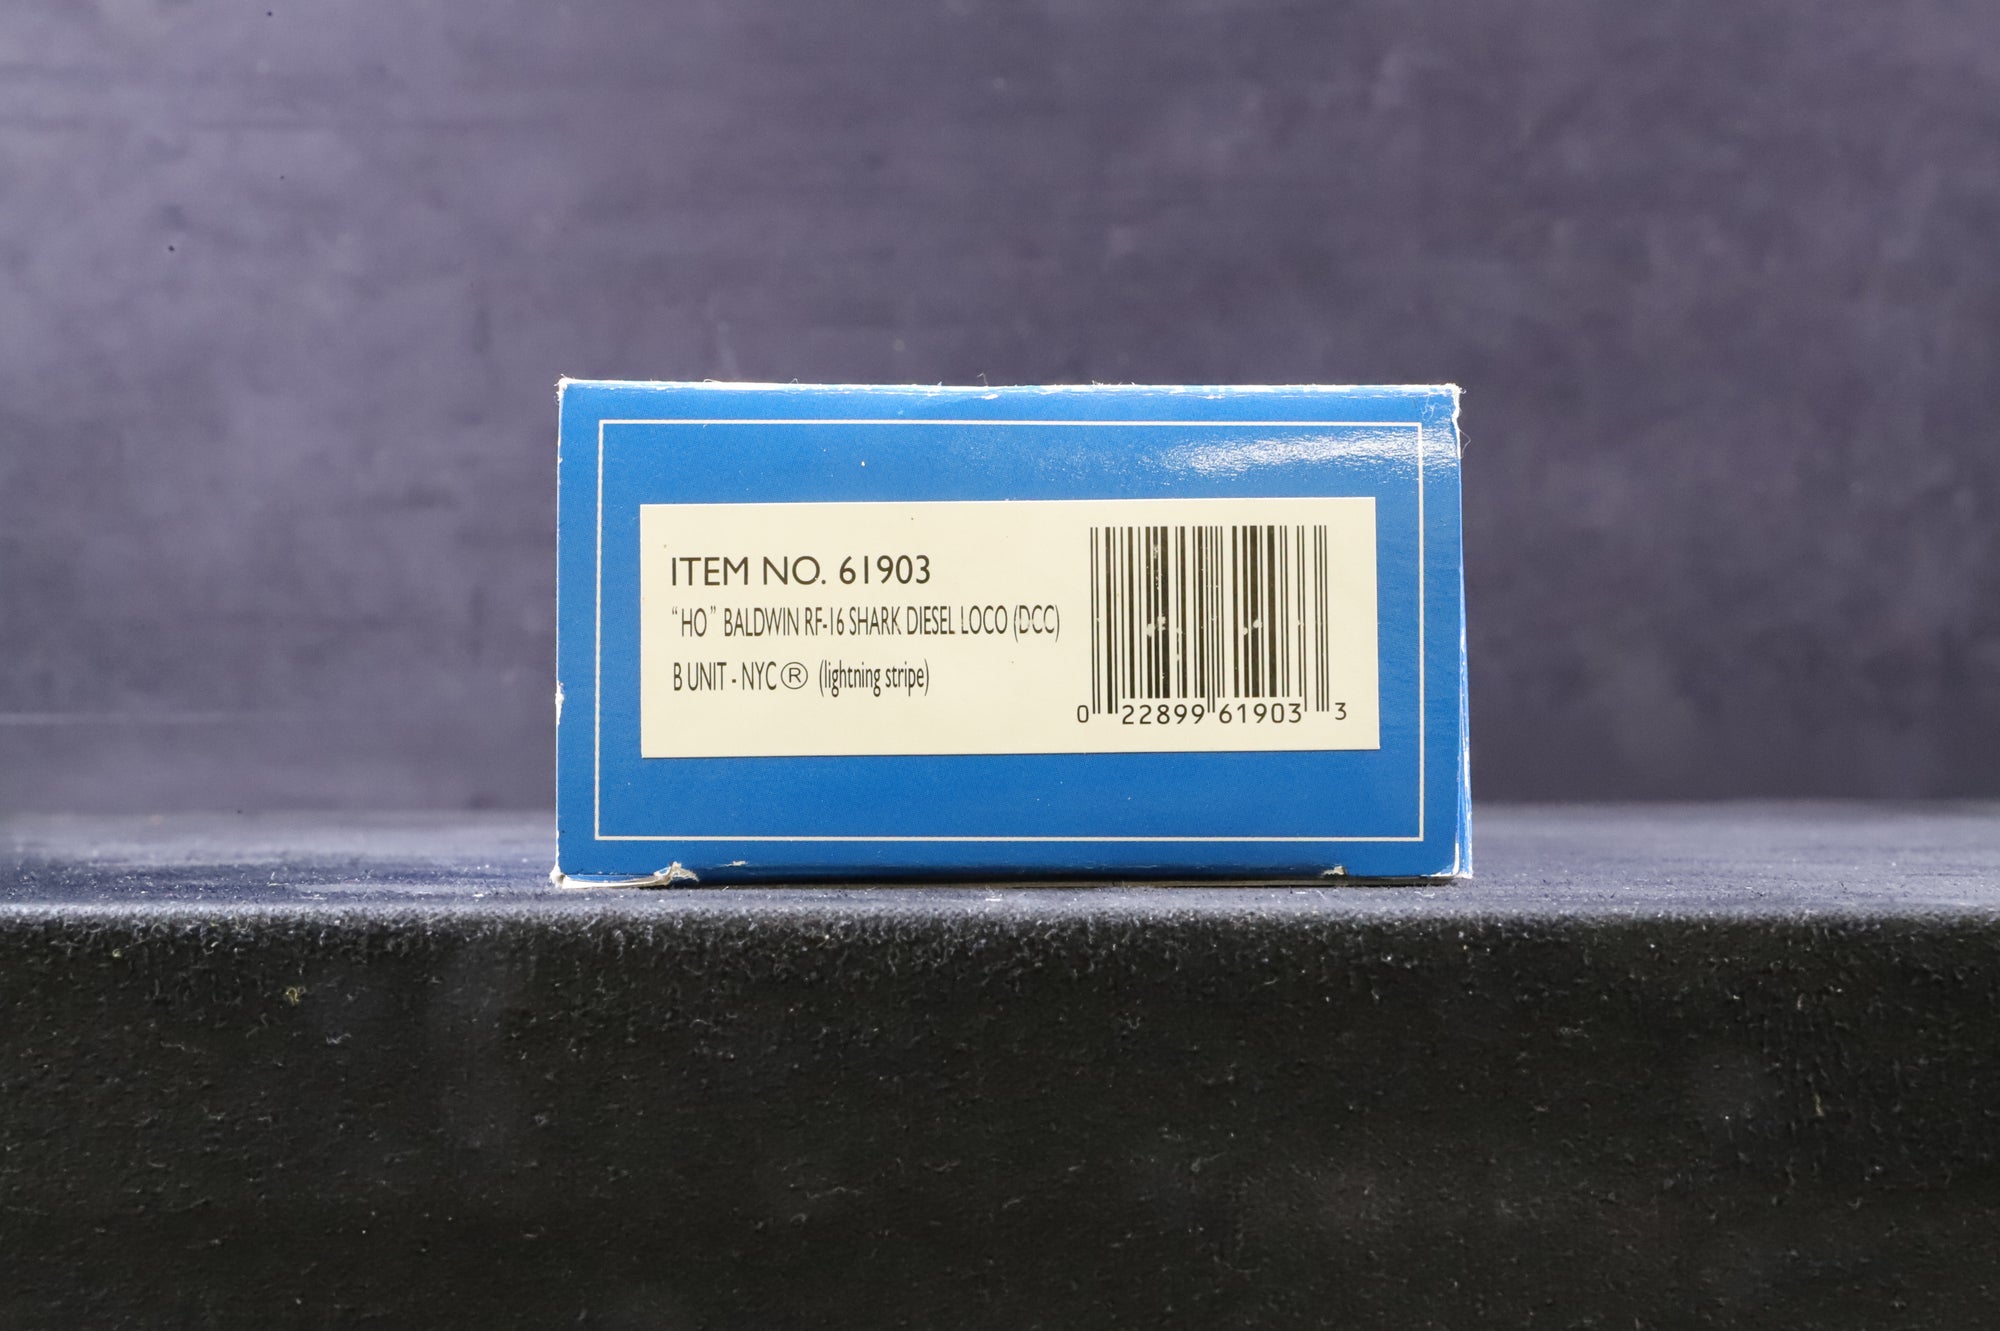 ITEM NO. 61903
"HO" BALDWIN RF-16 SHARK DIESEL LOCO (DCC)
B UNIT - NYC® (lightning stripe)
0 22899 61903 3